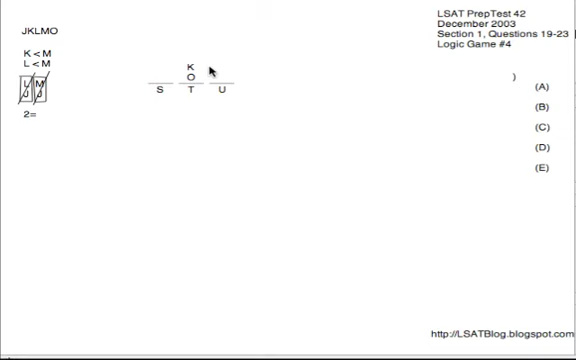 LSAT PrepTest 42
December 2003
Section 1, Questions 19-23
Logic Game #4
JKLMO
K < M
L < M
L M
J J
2=
K
O
S T U
)
(A)
(B)
(C)
(D)
(E)
http://LSATBlog.blogspot.com